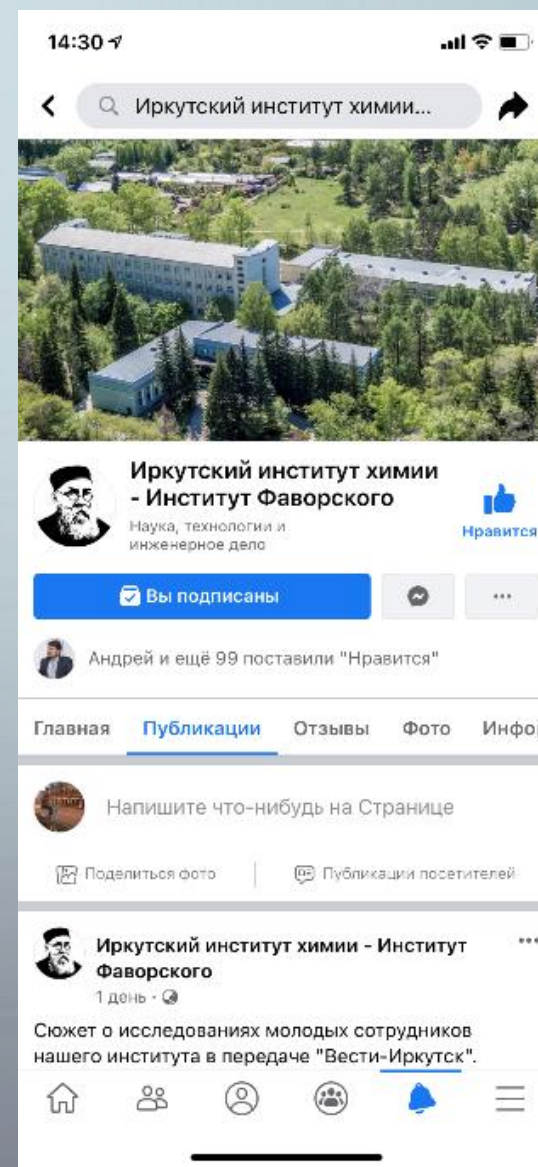 14:30
Иркутский институт химии...
Иркутский институт химии
- Институт Фаворского
Наука, технологии и
инженерное дело
Нравится
Вы подписаны
Андрей и ещё 99 поставили "Нравится"
Главная Публикации Отзывы Фото Инфор
Напишите что-нибудь на Странице
Поделиться фото Публикации посетителей
Иркутский институт химии - Институт
Фаворского
1 день ·
Сюжет о исследованиях молодых сотрудников
нашего института в передаче "Вести-Иркутск".